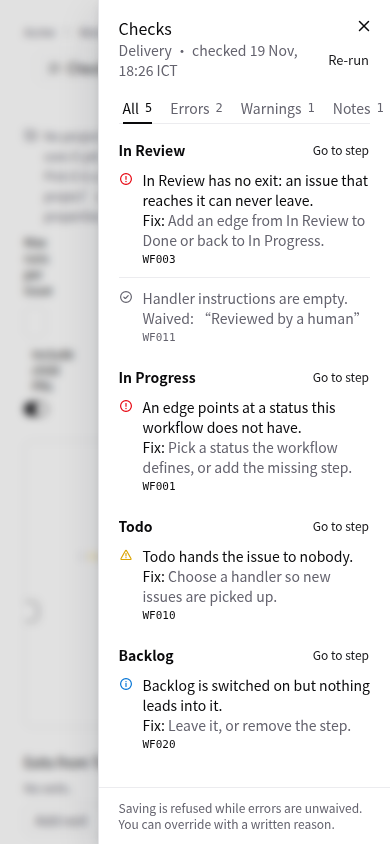 Checks
Delivery • checked 19 Nov,
18:26 ICT
Re-run
All 5 Errors 2 Warnings 1 Notes 1
In Review Go to step
In Review has no exit: an issue that
reaches it can never leave.
Fix: Add an edge from In Review to
Done or back to In Progress.
WF003
Handler instructions are empty.
Waived: “Reviewed by a human”
WF011
In Progress Go to step
An edge points at a status this
workflow does not have.
Fix: Pick a status the workflow
defines, or add the missing step.
WF001
Todo Go to step
Todo hands the issue to nobody.
Fix: Choose a handler so new
issues are picked up.
WF010
Backlog Go to step
Backlog is switched on but nothing
leads into it.
Fix: Leave it, or remove the step.
WF020
Saving is refused while errors are unwaived.
You can override with a written reason.